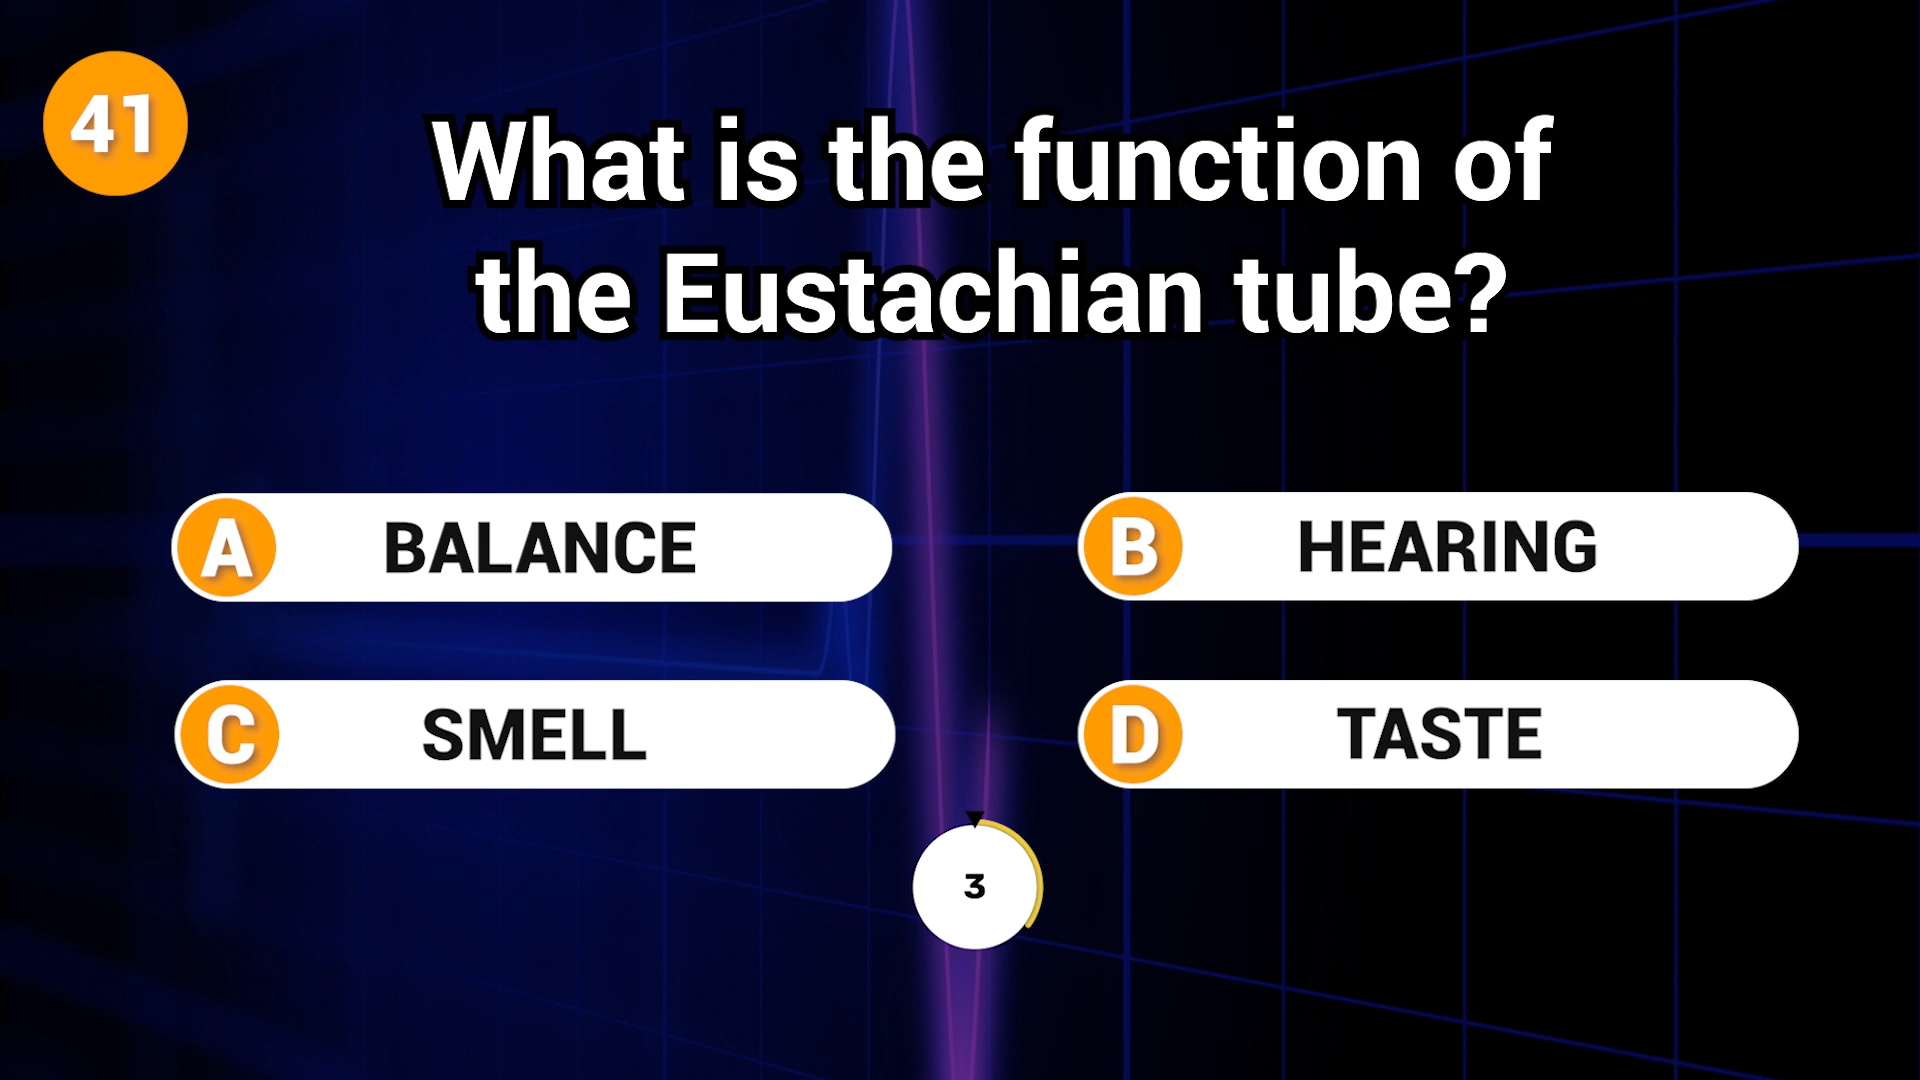 41
What is the function of
the Eustachian tube?
A BALANCE
B HEARING
C SMELL
D TASTE
3